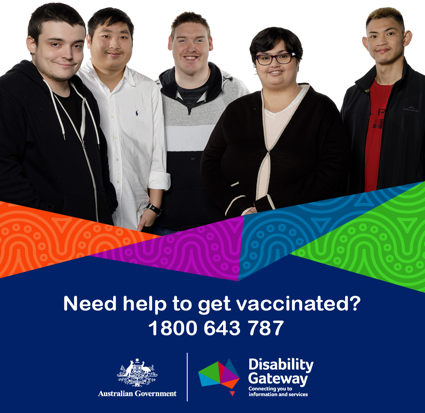 Need help to get vaccinated?
1800 643 787
Australian Government
Disability
Gateway
Connecting you to
information and services